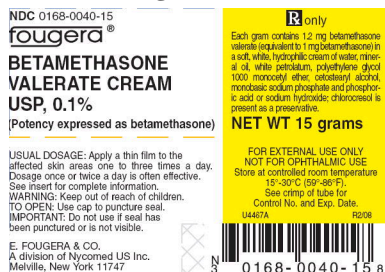 NDC 0168-0040-15
fougera®
BETAMETHASONE
VALERATE CREAM
USP, 0.1%
(Potency expressed as betamethasone)
USUAL DOSAGE: Apply a thin film to the
affected skin areas one to three times a day.
Dosage once or twice a day is often effective.
See insert for complete information.
WARNING: Keep out of reach of children.
TO OPEN: Use cap to puncture seal.
IMPORTANT: Do not use if seal has
been punctured or is not visible.
E. FOUGERA & CO.
A division of Nycomed US Inc.
Melville, New York 11747
Rx only
Each gram contains 1.2 mg betamethasone
valerate (equivalent to 1 mg betamethasone) in
a soft, white, hydrophilic cream of water, miner-
al oil, white petrolatum, polyethylene glycol
1000 monocetyl ether, cetostearyl alcohol,
monobasic sodium phosphate and phosphor-
ic acid or sodium hydroxide; chlorocresol is
present as a preservative.
NET WT 15 grams
FOR EXTERNAL USE ONLY
NOT FOR OPHTHALMIC USE
Store at controlled room temperature
15°-30°C (59°-86°F).
See crimp of tube for
Control No. and Exp. Date.
U4467A R2/08
N
3 0168-0040-15 8